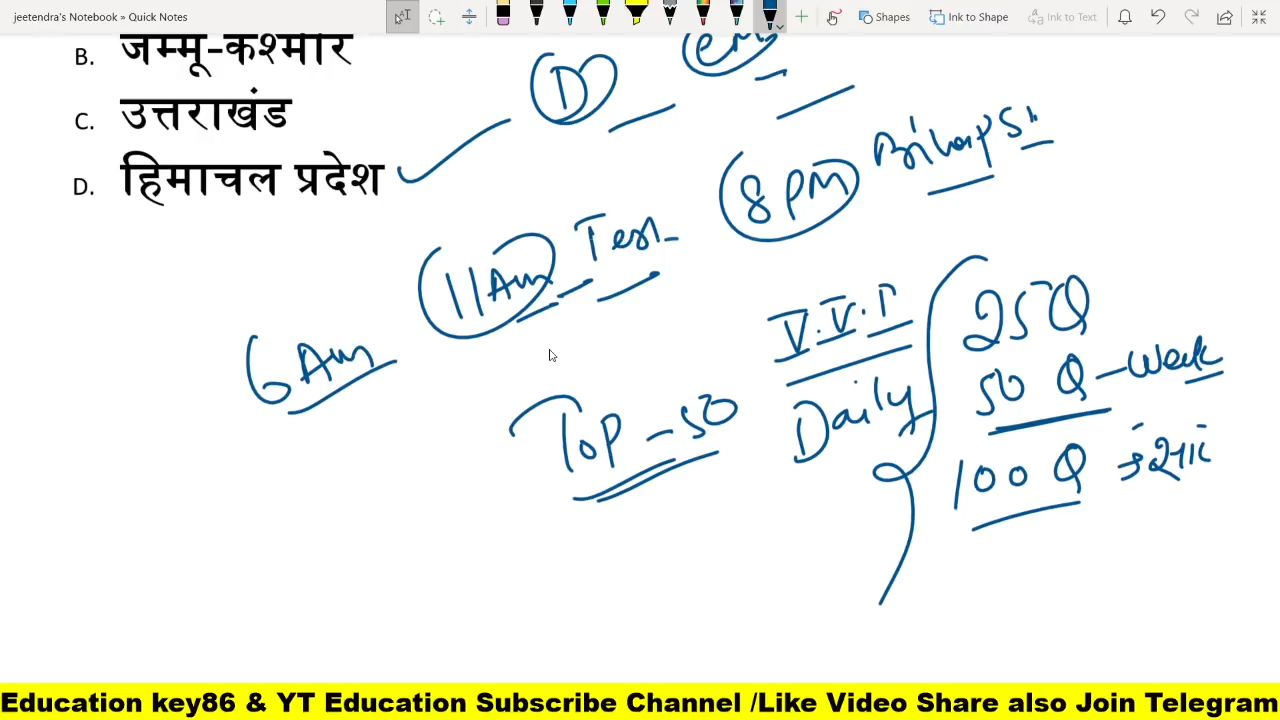 jeetendra's Notebook » Quick Notes
Shapes
Ink to Shape
Ink to Text
B. जम्मू-कश्मीर
C. उत्तराखंड
D. हिमाचल प्रदेश
D
8 PM
11 Am Test
6 Am
V.V.I
25 Q
Top - 50
Daily
50 Q - Week
100 Q
Education key86 & YT Education Subscribe Channel /Like Video Share also Join Telegram